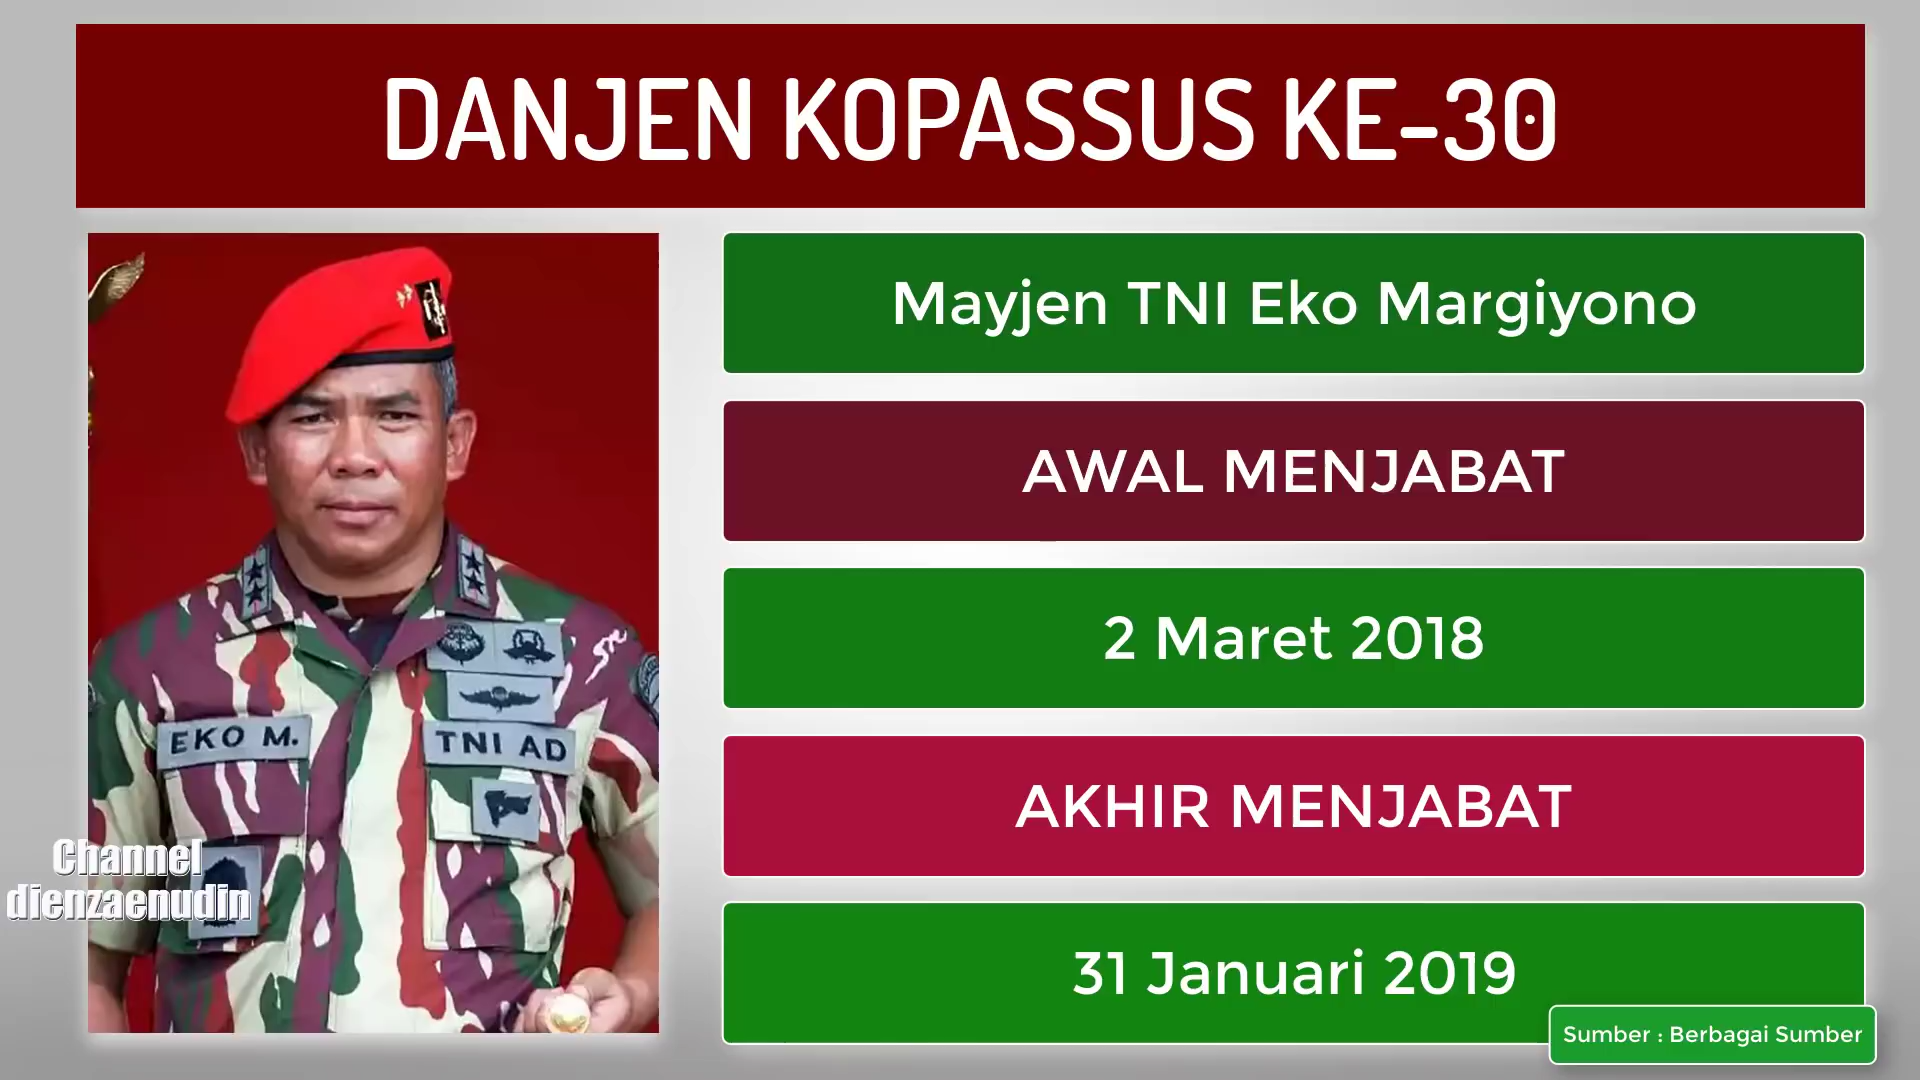 DANJEN KOPASSUS KE-30
Mayjen TNI Eko Margiyono
AWAL MENJABAT
2 Maret 2018
AKHIR MENJABAT
31 Januari 2019
Sumber : Berbagai Sumber
EKO M.
TNI AD
Channel
dienzaenudin